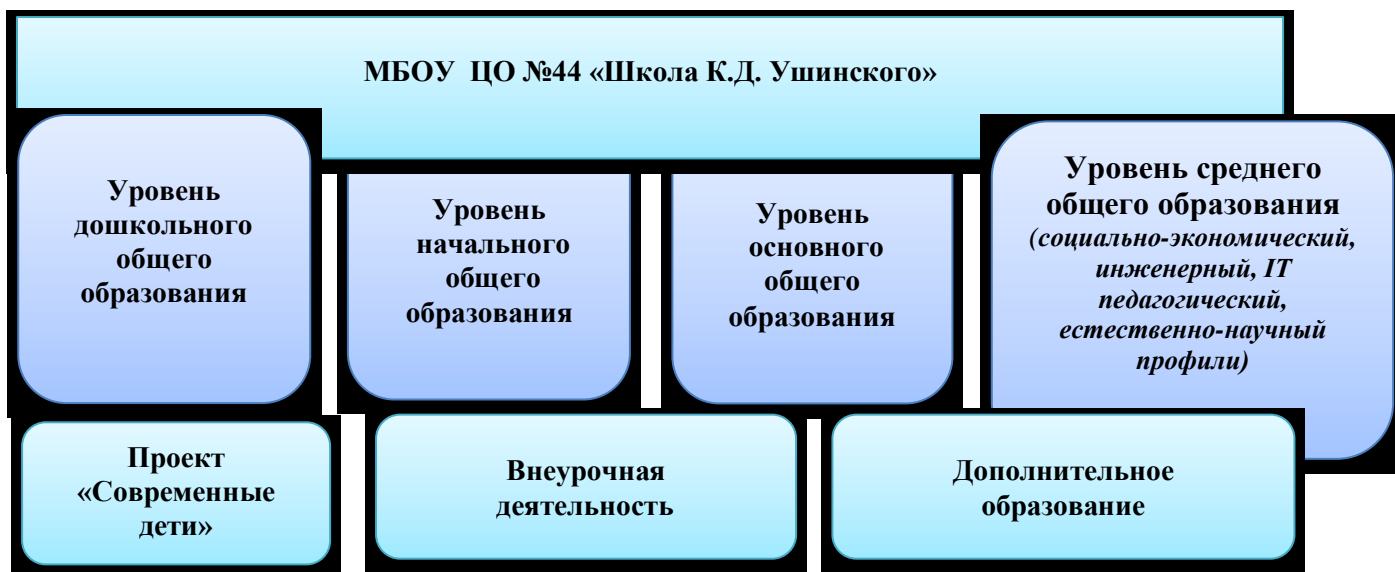 МБОУ ЦО №44 «Школа К.Д. Ушинского»
Уровень
дошкольного
общего
образования
Уровень
начального
общего
образования
Уровень
основного
общего
образования
Уровень среднего
общего образования
(социально-экономический,
инженерный, IT
педагогический,
естественно-научный
профили)
Проект
«Современные
дети»
Внеурочная
деятельность
Дополнительное
образование